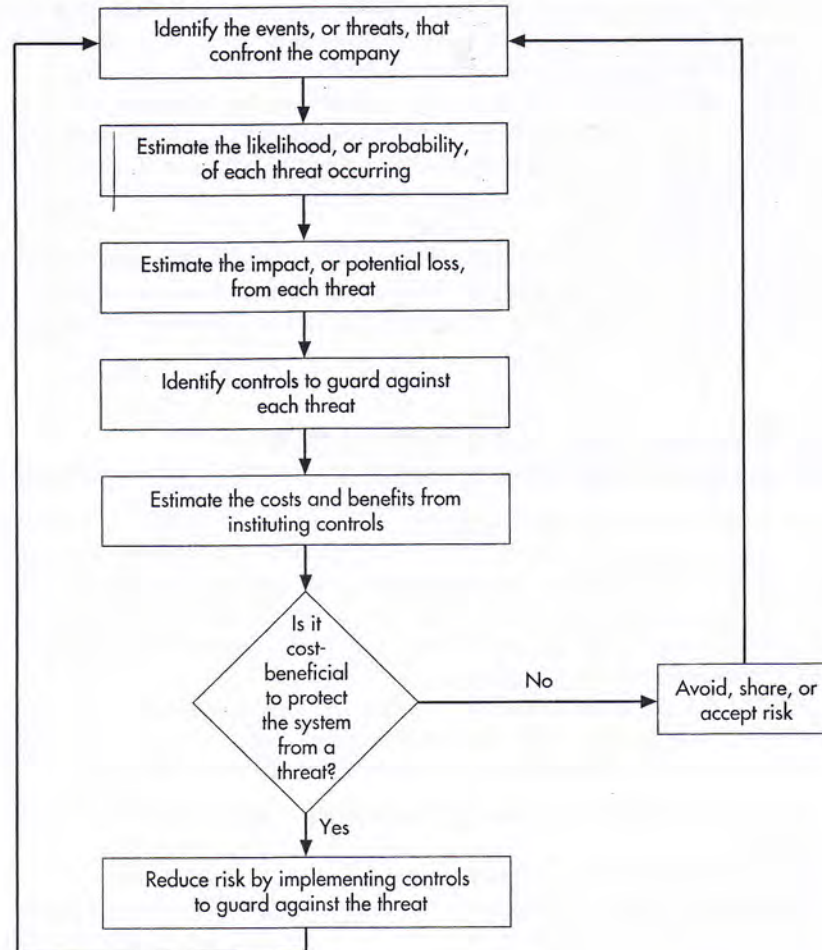 Identify the events, or threats, that
confront the company
Estimate the likelihood, or probability,
of each threat occurring
Estimate the impact, or potential loss,
from each threat
Identify controls to guard against
each threat
Estimate the costs and benefits from
instituting controls
Is it
cost-
beneficial
to protect
the system
from a
threat?
No
Avoid, share, or
accept risk
Yes
Reduce risk by implementing controls
to guard against the threat